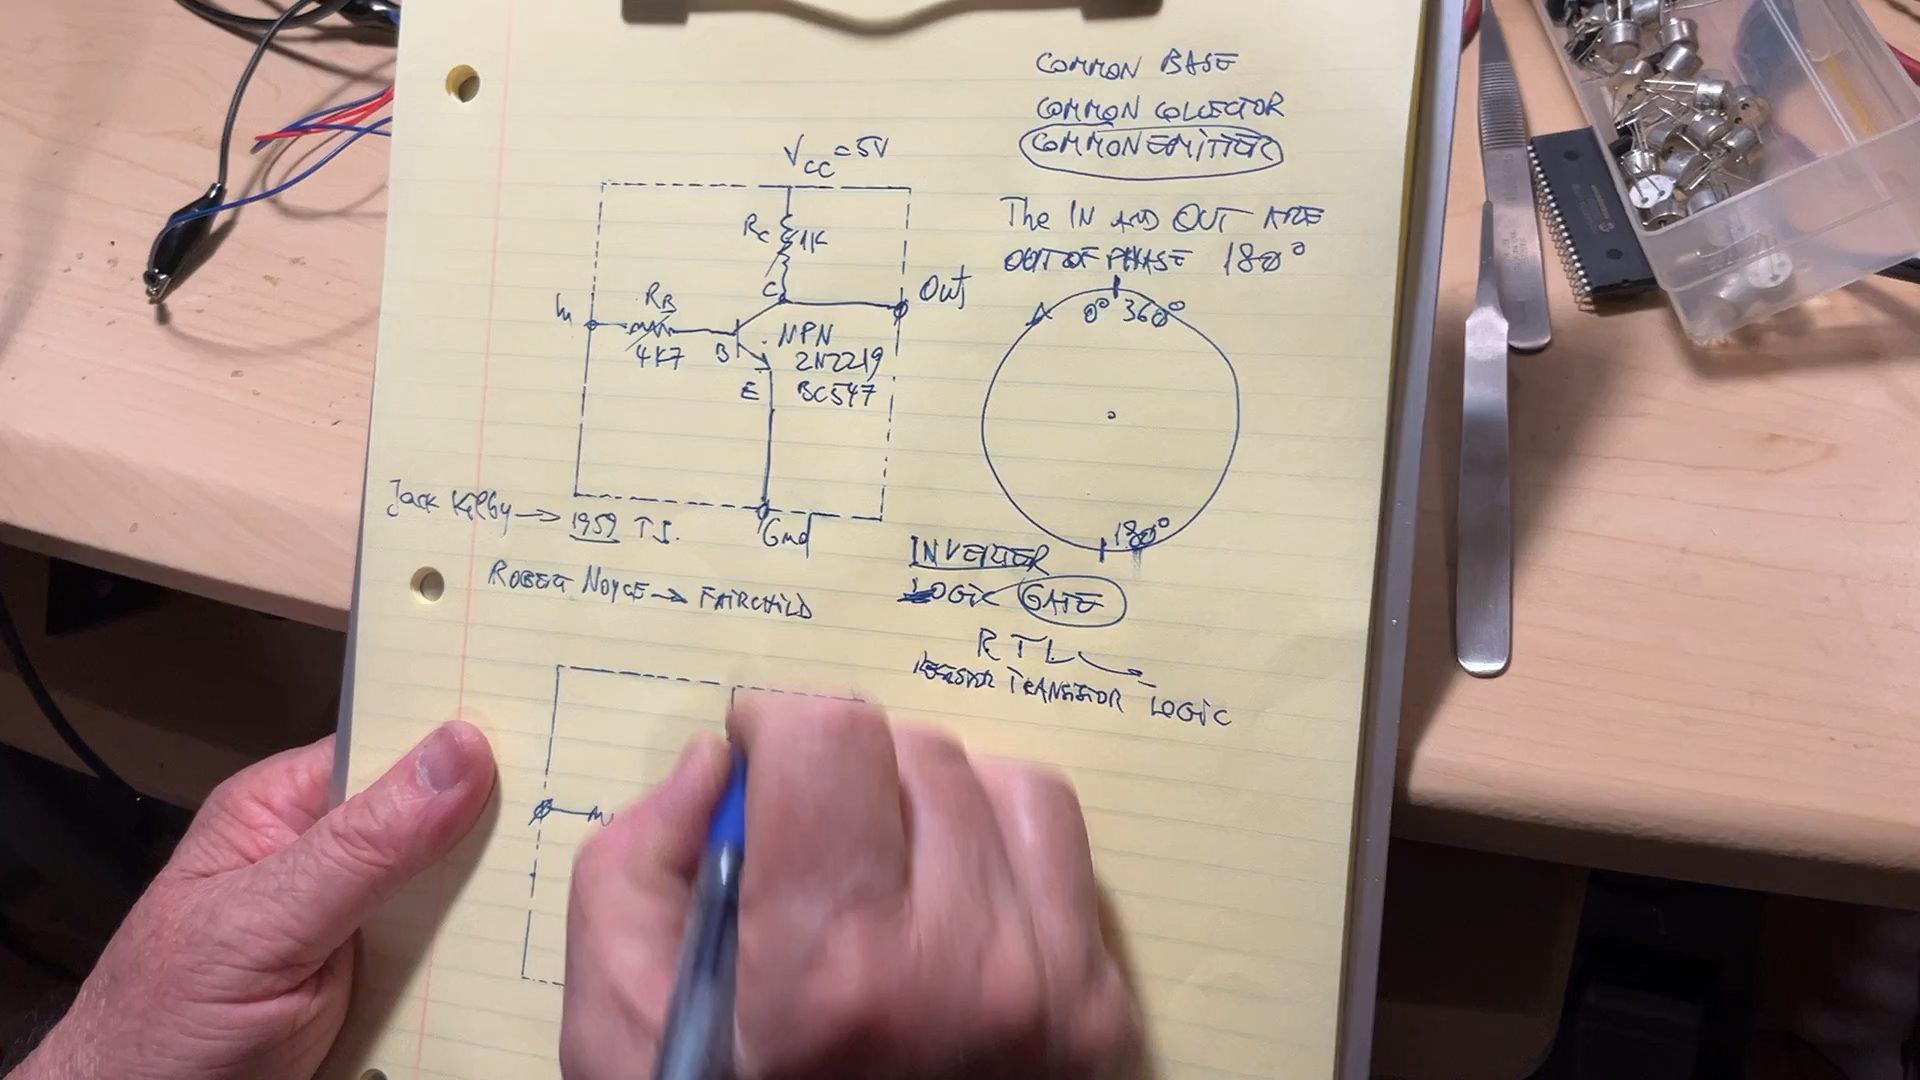 COMMON BASE
COMMON COLLECTOR
COMMON EMITTER
VCC = 5V
RC 1K
C
Out
In
RB
4K7
B
NPN
2N2219
BC547
E
Gnd
The IN AND OUT ARE
OUT OF PHASE 180°
0° 360°
180°
Jack Kilby → 1959 T.I.
ROBERT NOYCE → FAIRCHILD
INVERTER
LOGIC GATE
RTL
RESISTOR TRANSISTOR LOGIC